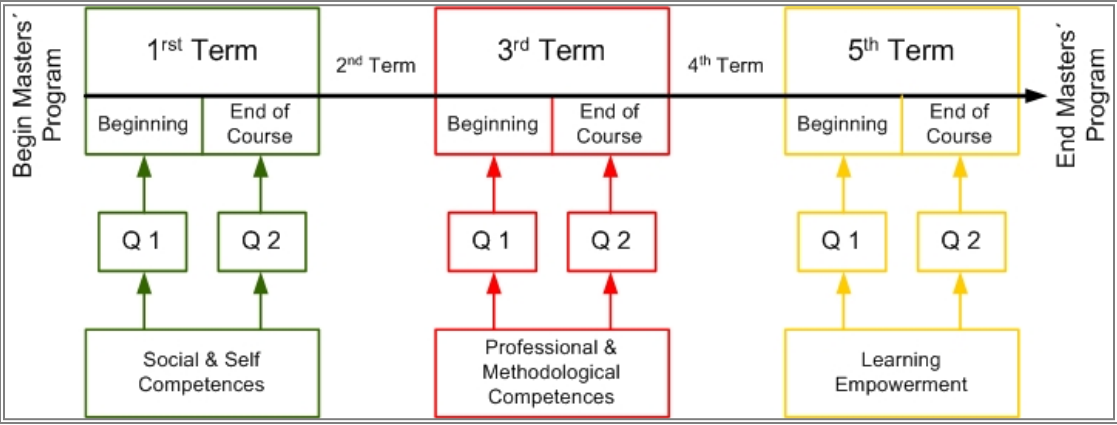 Begin Masters´
Program
1rst Term
2nd Term
3rd Term
4th Term
5th Term
End Masters´
Program
Beginning
End of
Course
Beginning
End of
Course
Beginning
End of
Course
Q 1
Q 2
Q 1
Q 2
Q 1
Q 2
Social & Self
Competences
Professional &
Methodological
Competences
Learning
Empowerment